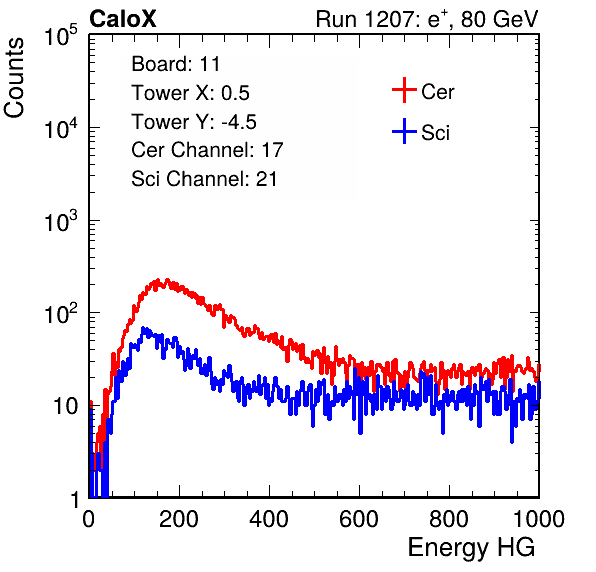 CaloX Run 1207: e⁺, 80 GeV
Counts
Board: 11
Tower X: 0.5
Tower Y: -4.5
Cer Channel: 17
Sci Channel: 21
Cer
Sci
10⁵
10⁴
10³
10²
10
1
0 200 400 600 800 1000
Energy HG